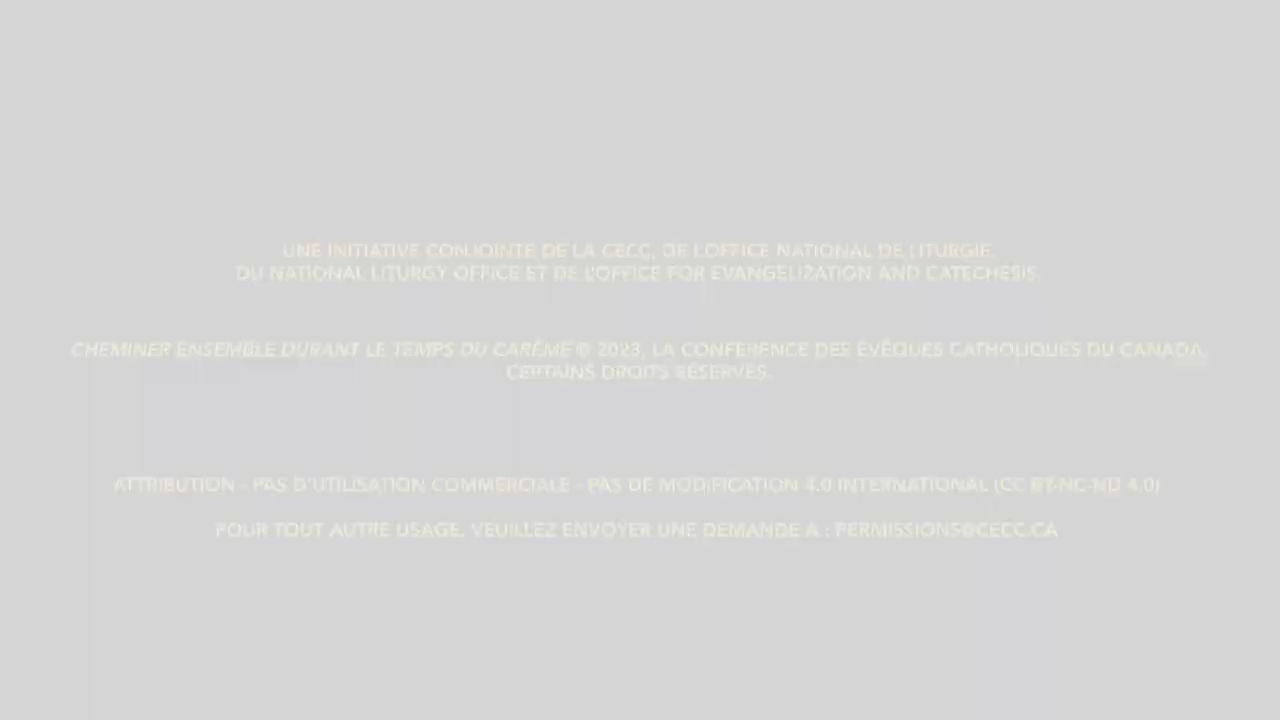 UNE INITIATIVE CONJOINTE DE LA CECC, DE L'OFFICE NATIONAL DE LITURGIE,
DU NATIONAL LITURGY OFFICE ET DE L'OFFICE FOR EVANGELIZATION AND CATECHESIS.
CHEMINER ENSEMBLE DURANT LE TEMPS DU CARÊME © 2023, LA CONFÉRENCE DES ÉVÊQUES CATHOLIQUES DU CANADA,
CERTAINS DROITS RÉSERVÉS.
ATTRIBUTION - PAS D'UTILISATION COMMERCIALE - PAS DE MODIFICATION 4.0 INTERNATIONAL (CC BY-NC-ND 4.0)
POUR TOUT AUTRE USAGE, VEUILLEZ ENVOYER UNE DEMANDE À : PERMISSIONS@CECC.CA